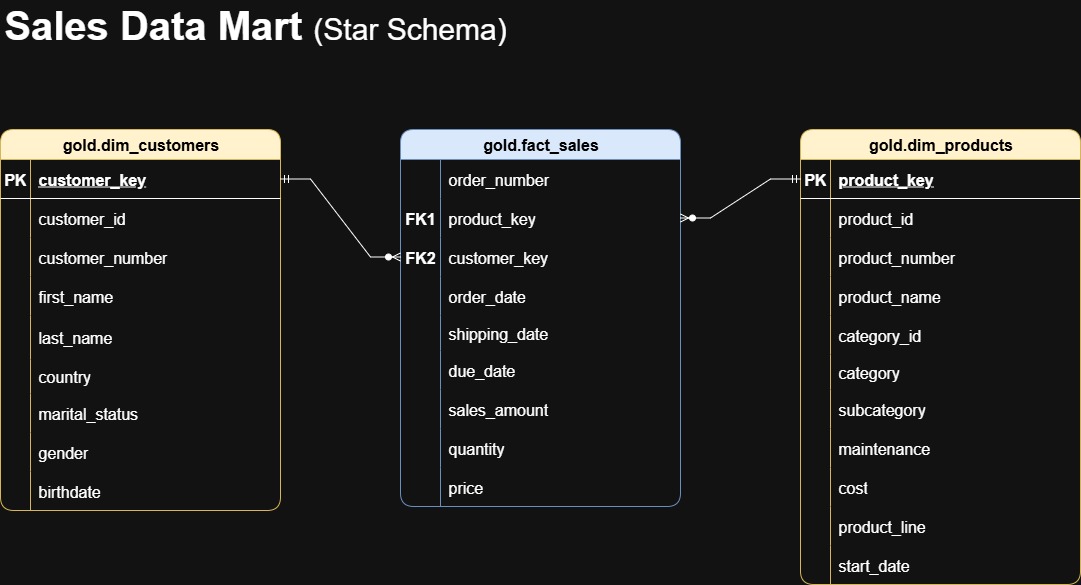 Sales Data Mart (Star Schema)
gold.dim_customers
PK customer_key
customer_id
customer_number
first_name
last_name
country
marital_status
gender
birthdate
gold.fact_sales
order_number
FK1 product_key
FK2 customer_key
order_date
shipping_date
due_date
sales_amount
quantity
price
gold.dim_products
PK product_key
product_id
product_number
product_name
category_id
category
subcategory
maintenance
cost
product_line
start_date